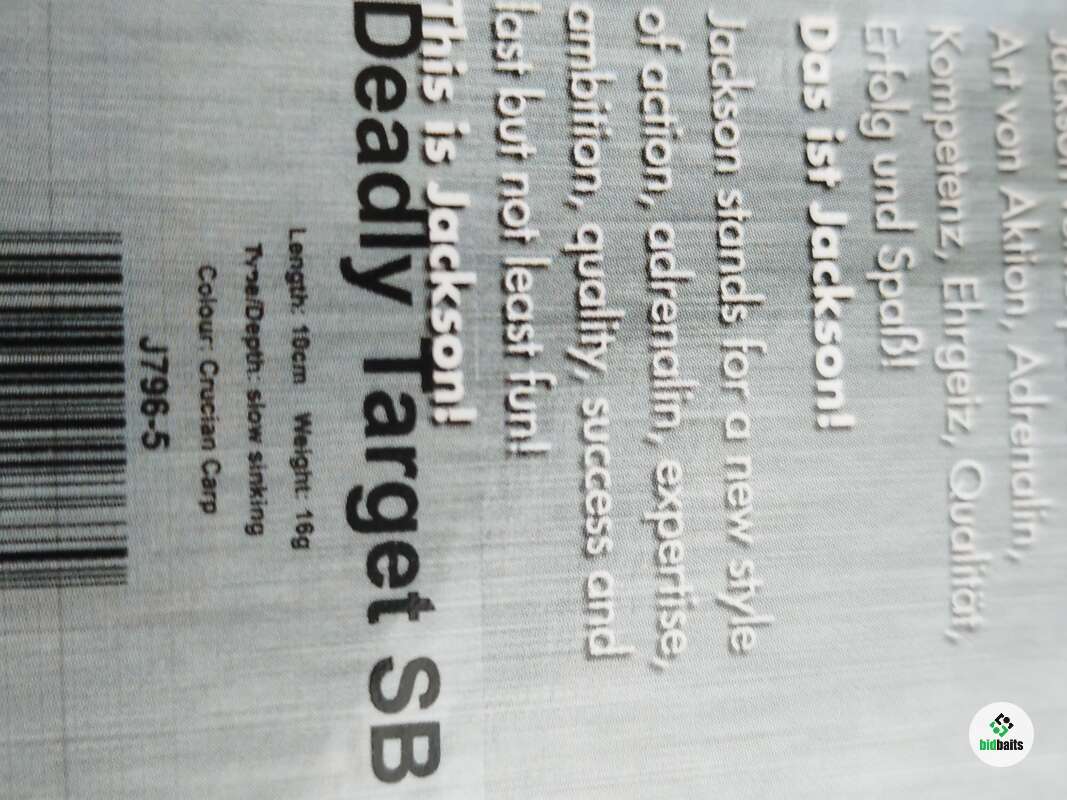 Art von Aktion, Adrenalin,
Kompetenz, Ehrgeiz, Qualität,
Erfolg und Spaß!
Das ist Jackson!
Jackson stands for a new style
of action, adrenalin, expertise,
ambition, quality, success and
last but not least fun!
This is Jackson!
Deadly Target SB
Length: 10cm Weight: 16g
Type/Depth: slow sinking
Colour: Crucian Carp
J796-5
bidbaits